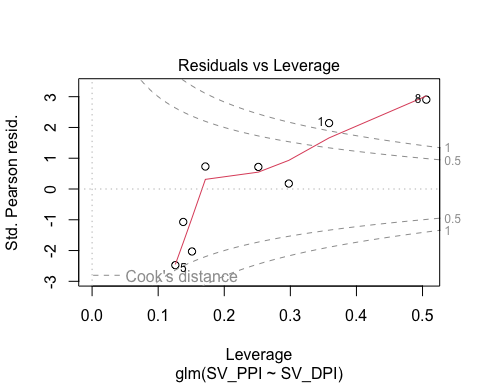 Residuals vs Leverage
Std. Pearson resid.
3
2
1
0
-1
-2
-3
1
8
5
1
0.5
0.5
1
Cook's distance
0.0 0.1 0.2 0.3 0.4 0.5
Leverage
glm(SV_PPI ~ SV_DPI)